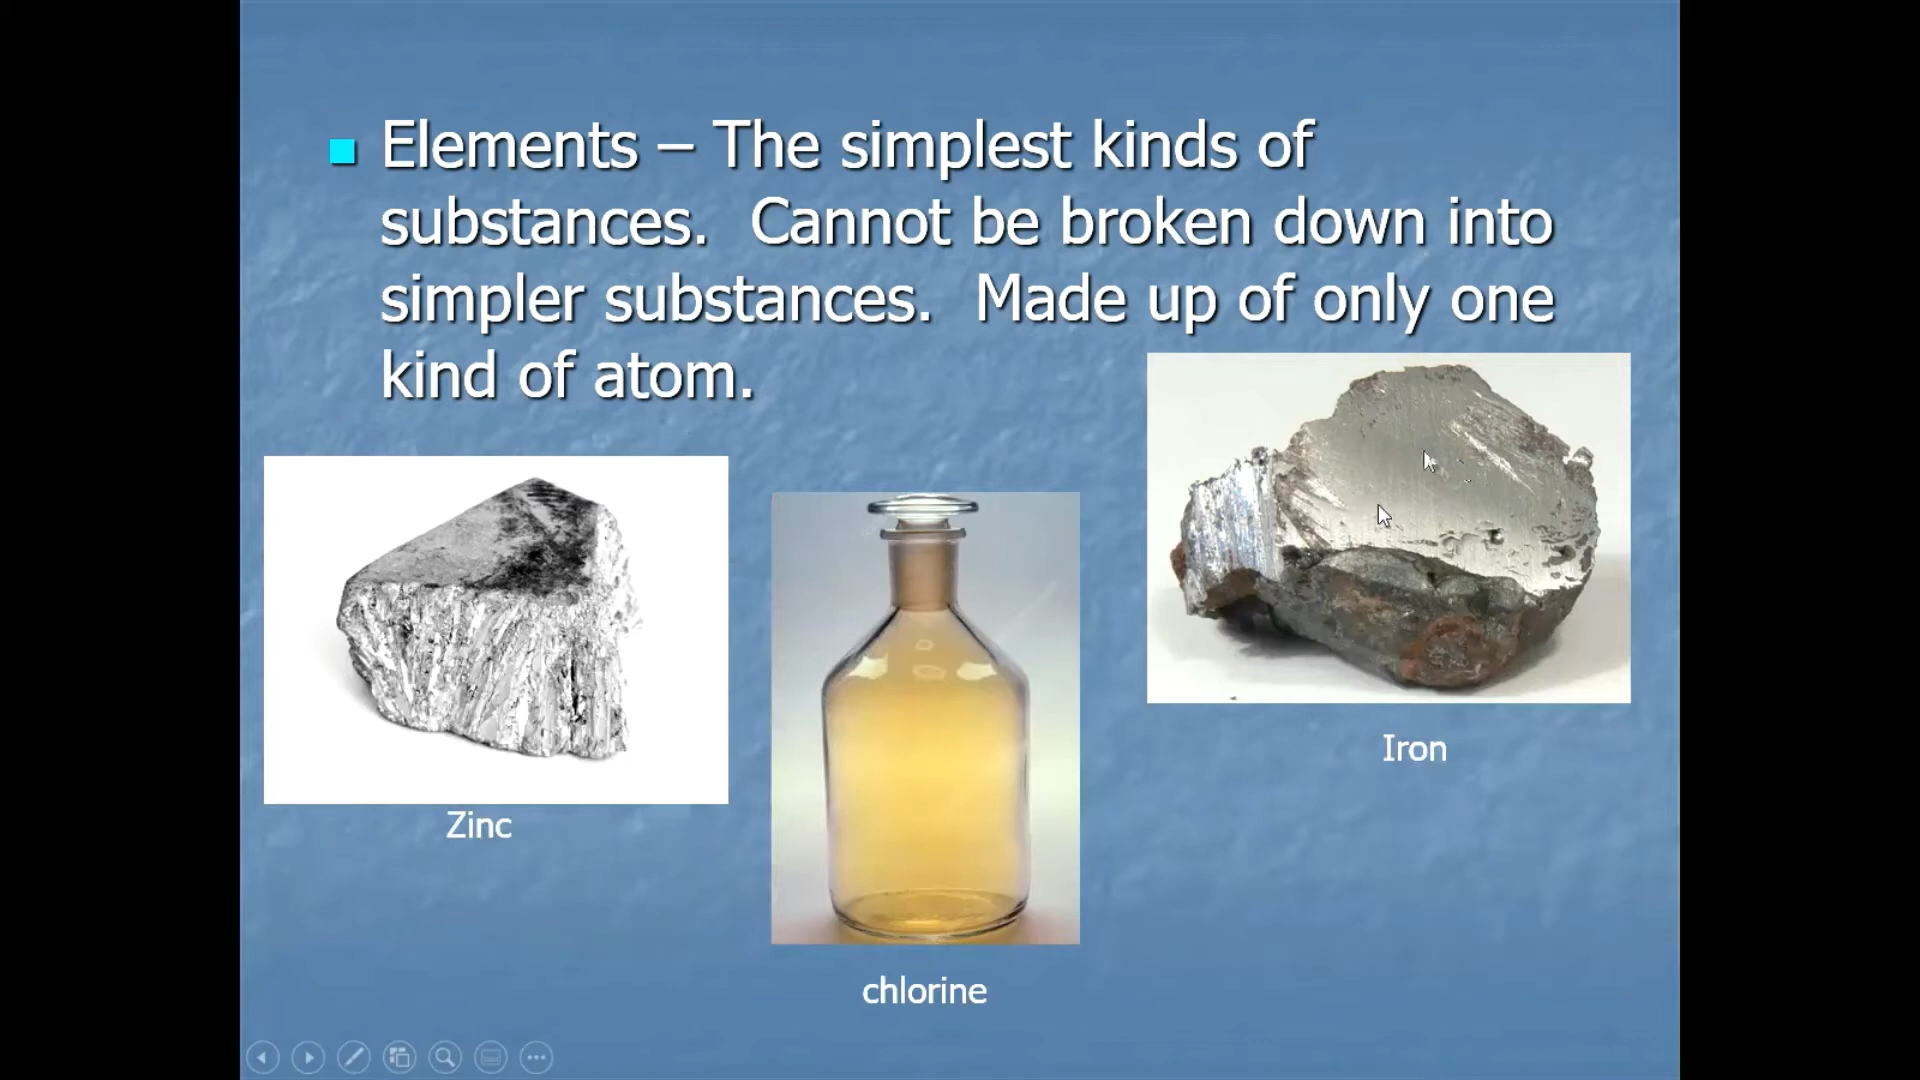 Elements – The simplest kinds of
substances.  Cannot be broken down into
simpler substances.  Made up of only one
kind of atom.
Iron
Zinc
chlorine